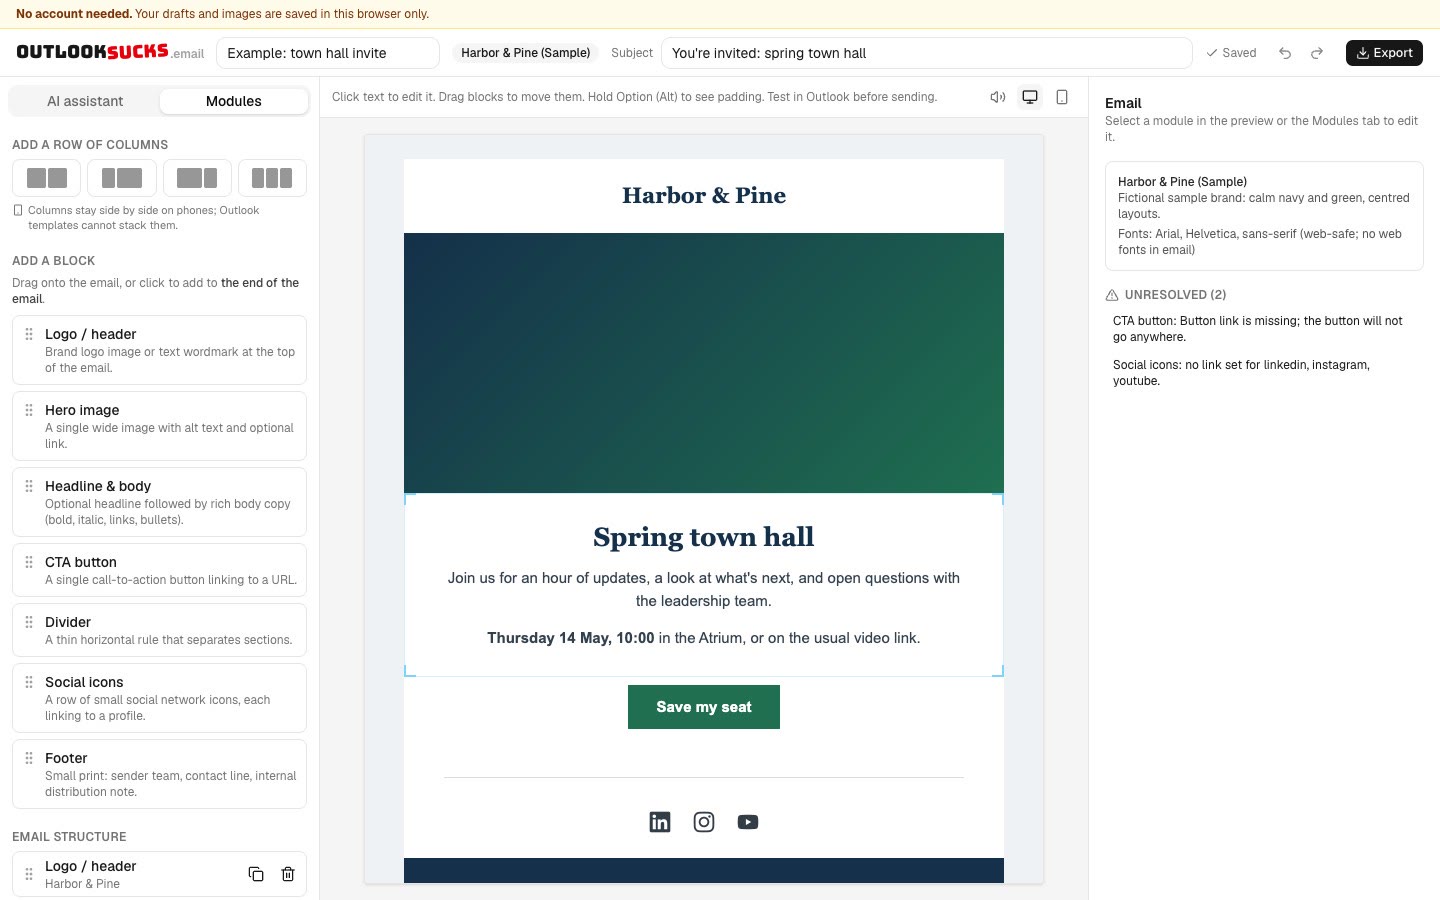 No account needed. Your drafts and images are saved in this browser only.
OUTLOOKSUCKS.email
Example: town hall invite
Harbor & Pine (Sample)
Subject
You're invited: spring town hall
Saved
Export
AI assistant
Modules
ADD A ROW OF COLUMNS
Columns stay side by side on phones; Outlook
templates cannot stack them.
ADD A BLOCK
Drag onto the email, or click to add to the end of the
email.
Logo / header
Brand logo image or text wordmark at the top
of the email.
Hero image
A single wide image with alt text and optional
link.
Headline & body
Optional headline followed by rich body copy
(bold, italic, links, bullets).
CTA button
A single call-to-action button linking to a URL.
Divider
A thin horizontal rule that separates sections.
Social icons
A row of small social network icons, each
linking to a profile.
Footer
Small print: sender team, contact line, internal
distribution note.
EMAIL STRUCTURE
Logo / header
Harbor & Pine
Click text to edit it. Drag blocks to move them. Hold Option (Alt) to see padding. Test in Outlook before sending.
Harbor & Pine
Spring town hall
Join us for an hour of updates, a look at what's next, and open questions with
the leadership team.
Thursday 14 May, 10:00 in the Atrium, or on the usual video link.
Save my seat
Email
Select a module in the preview or the Modules tab to edit
it.
Harbor & Pine (Sample)
Fictional sample brand: calm navy and green, centred
layouts.
Fonts: Arial, Helvetica, sans-serif (web-safe; no web
fonts in email)
UNRESOLVED (2)
CTA button: Button link is missing; the button will not
go anywhere.
Social icons: no link set for linkedin, instagram,
youtube.